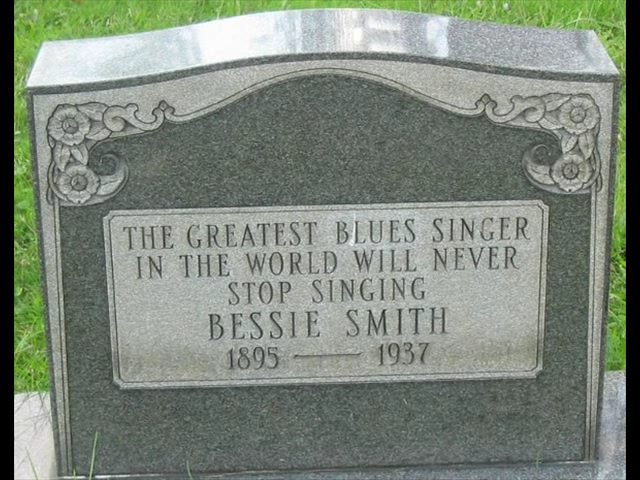 THE GREATEST BLUES SINGER
IN THE WORLD WILL NEVER
STOP SINGING
BESSIE SMITH
1895 —— 1937